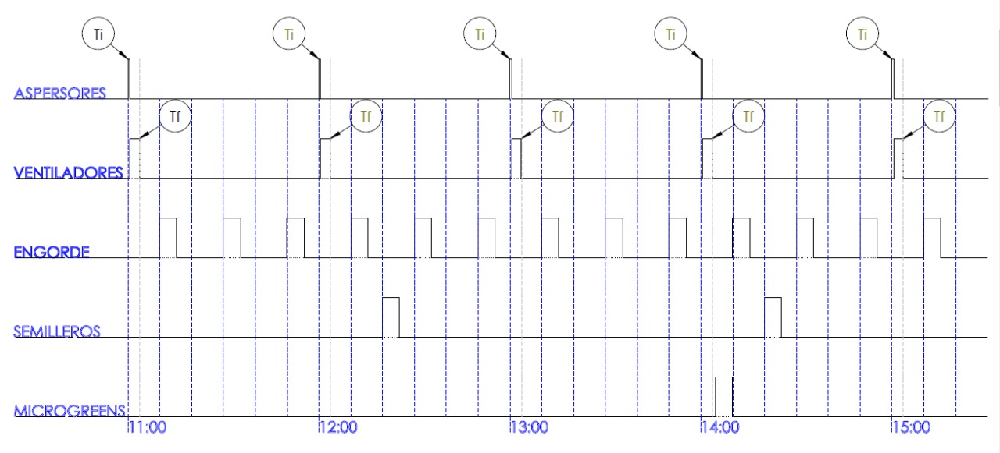 Ti Ti Ti Ti Ti
ASPERSORES
Tf Tf Tf Tf Tf
VENTILADORES
ENGORDE
SEMILLEROS
MICROGREENS
11:00 12:00 13:00 14:00 15:00